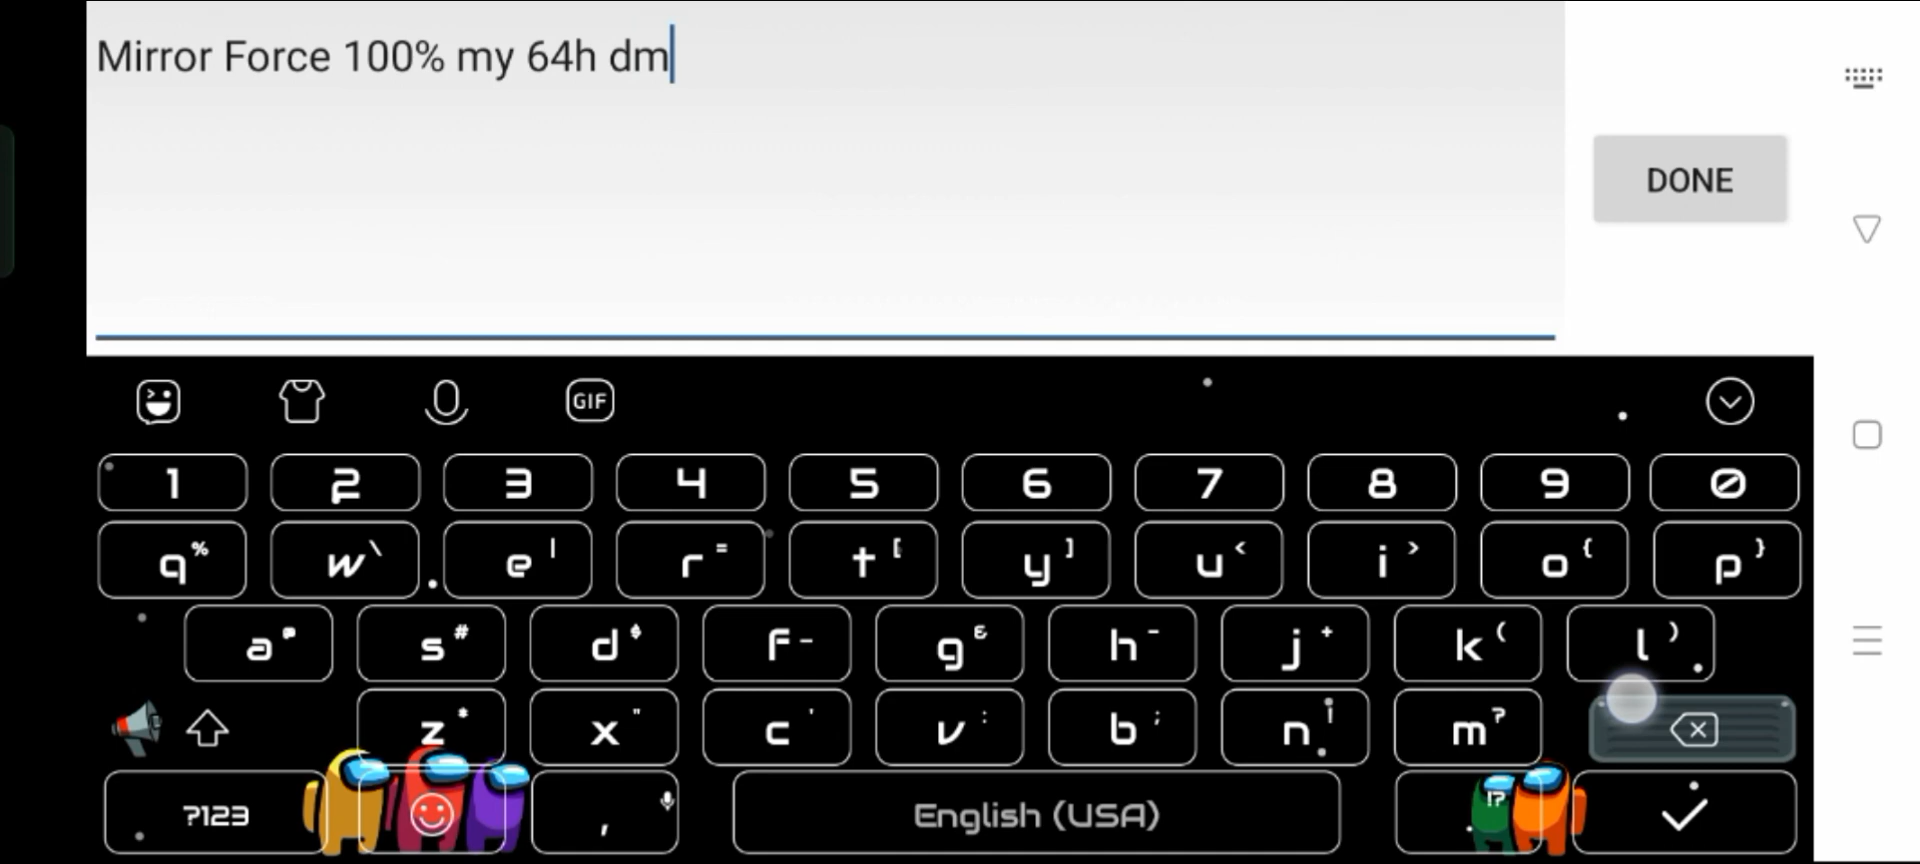 Mirror Force 100% my 64h dm
DONE
GIF
1 2 3 4 5 6 7 8 9 0
q % w \ e | r = t [ y ] u < i > o { p }
a s # d $ f - g & h - j + k ( l )
z * x " c ' v : b ; n ! m ?
?123 , English (USA) !?